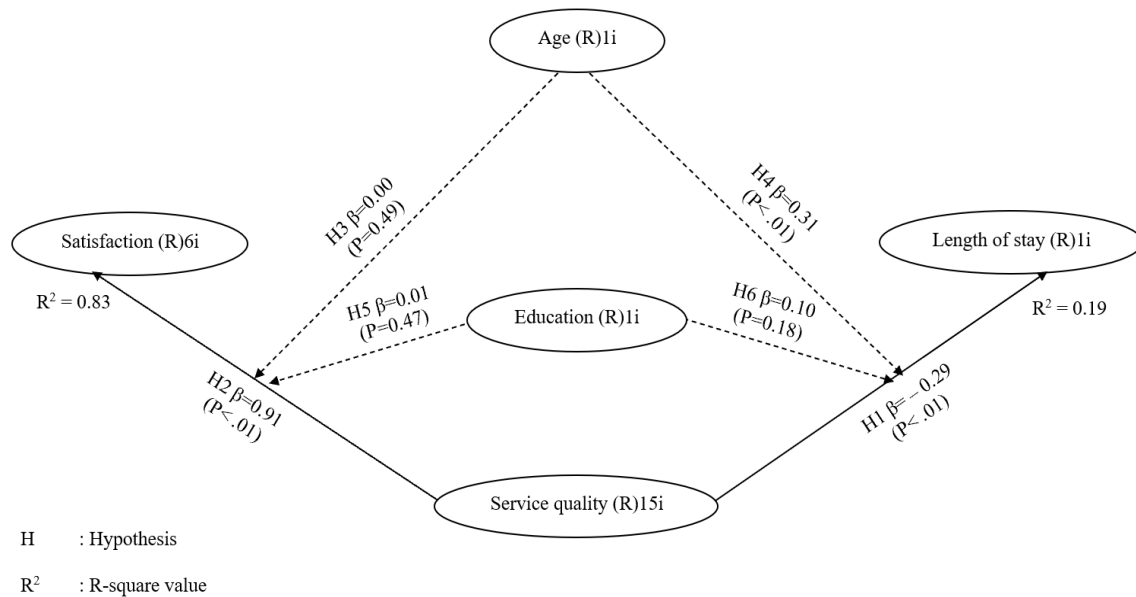 Age (R)1i
H3 β=0.00
(P=0.49)
H4 β=0.31
(P<.01)
Satisfaction (R)6i
Length of stay (R)1i
R² = 0.83
H5 β=0.01
(P=0.47)
Education (R)1i
H6 β=0.10
(P=0.18)
R² = 0.19
H2 β=0.91
(P<.01)
H1 β= –0.29
(P<.01)
Service quality (R)15i
H : Hypothesis
R² : R-square value